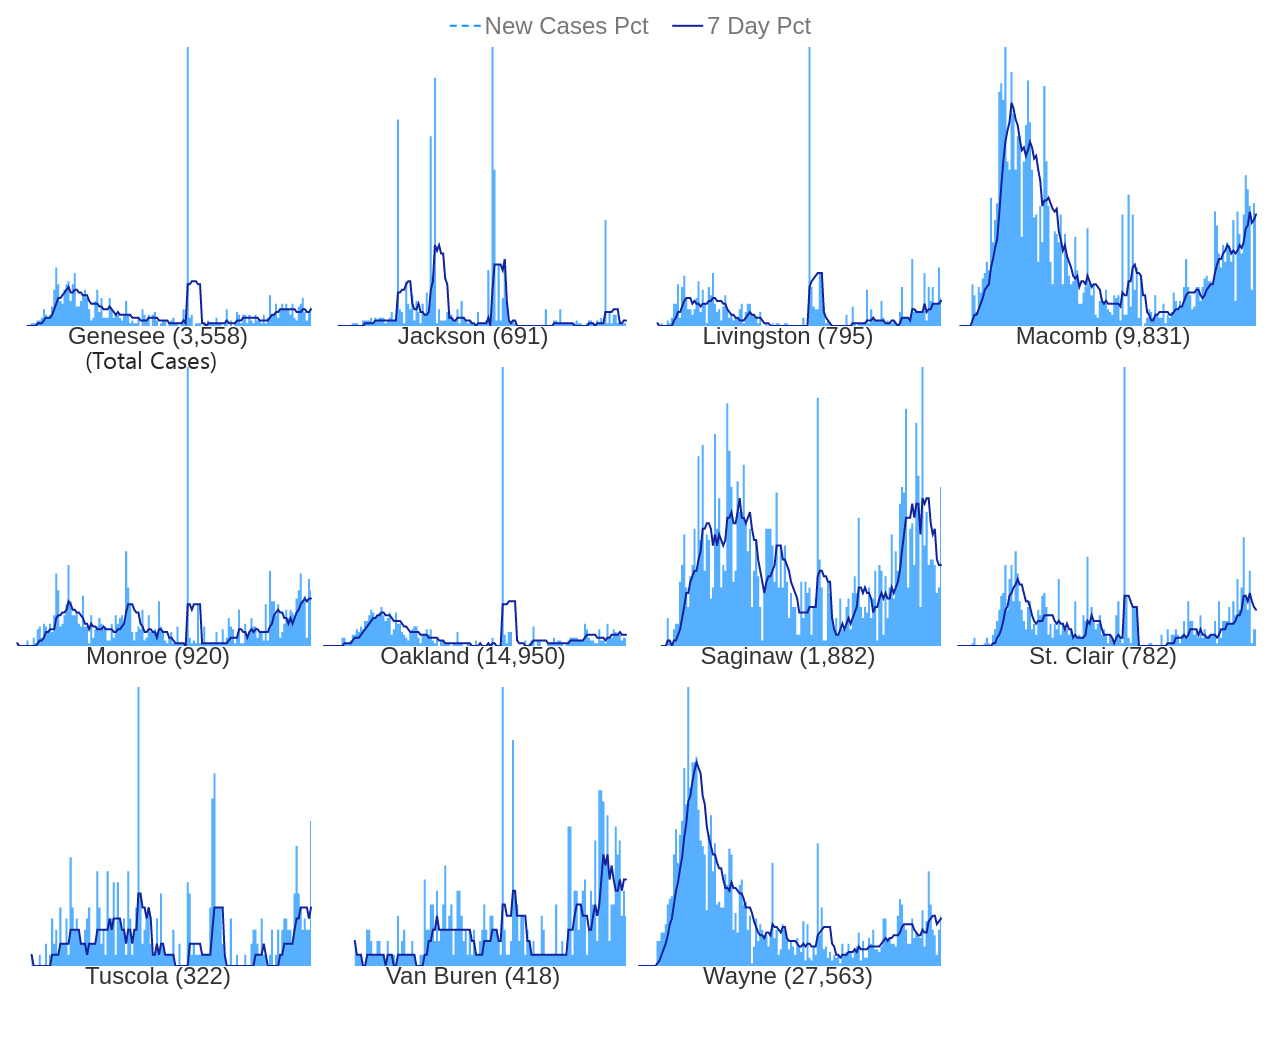 New Cases Pct 7 Day Pct
Genesee (3,558) Jackson (691) Livingston (795) Macomb (9,831)
(Total Cases)
Monroe (920) Oakland (14,950) Saginaw (1,882) St. Clair (782)
Tuscola (322) Van Buren (418) Wayne (27,563)